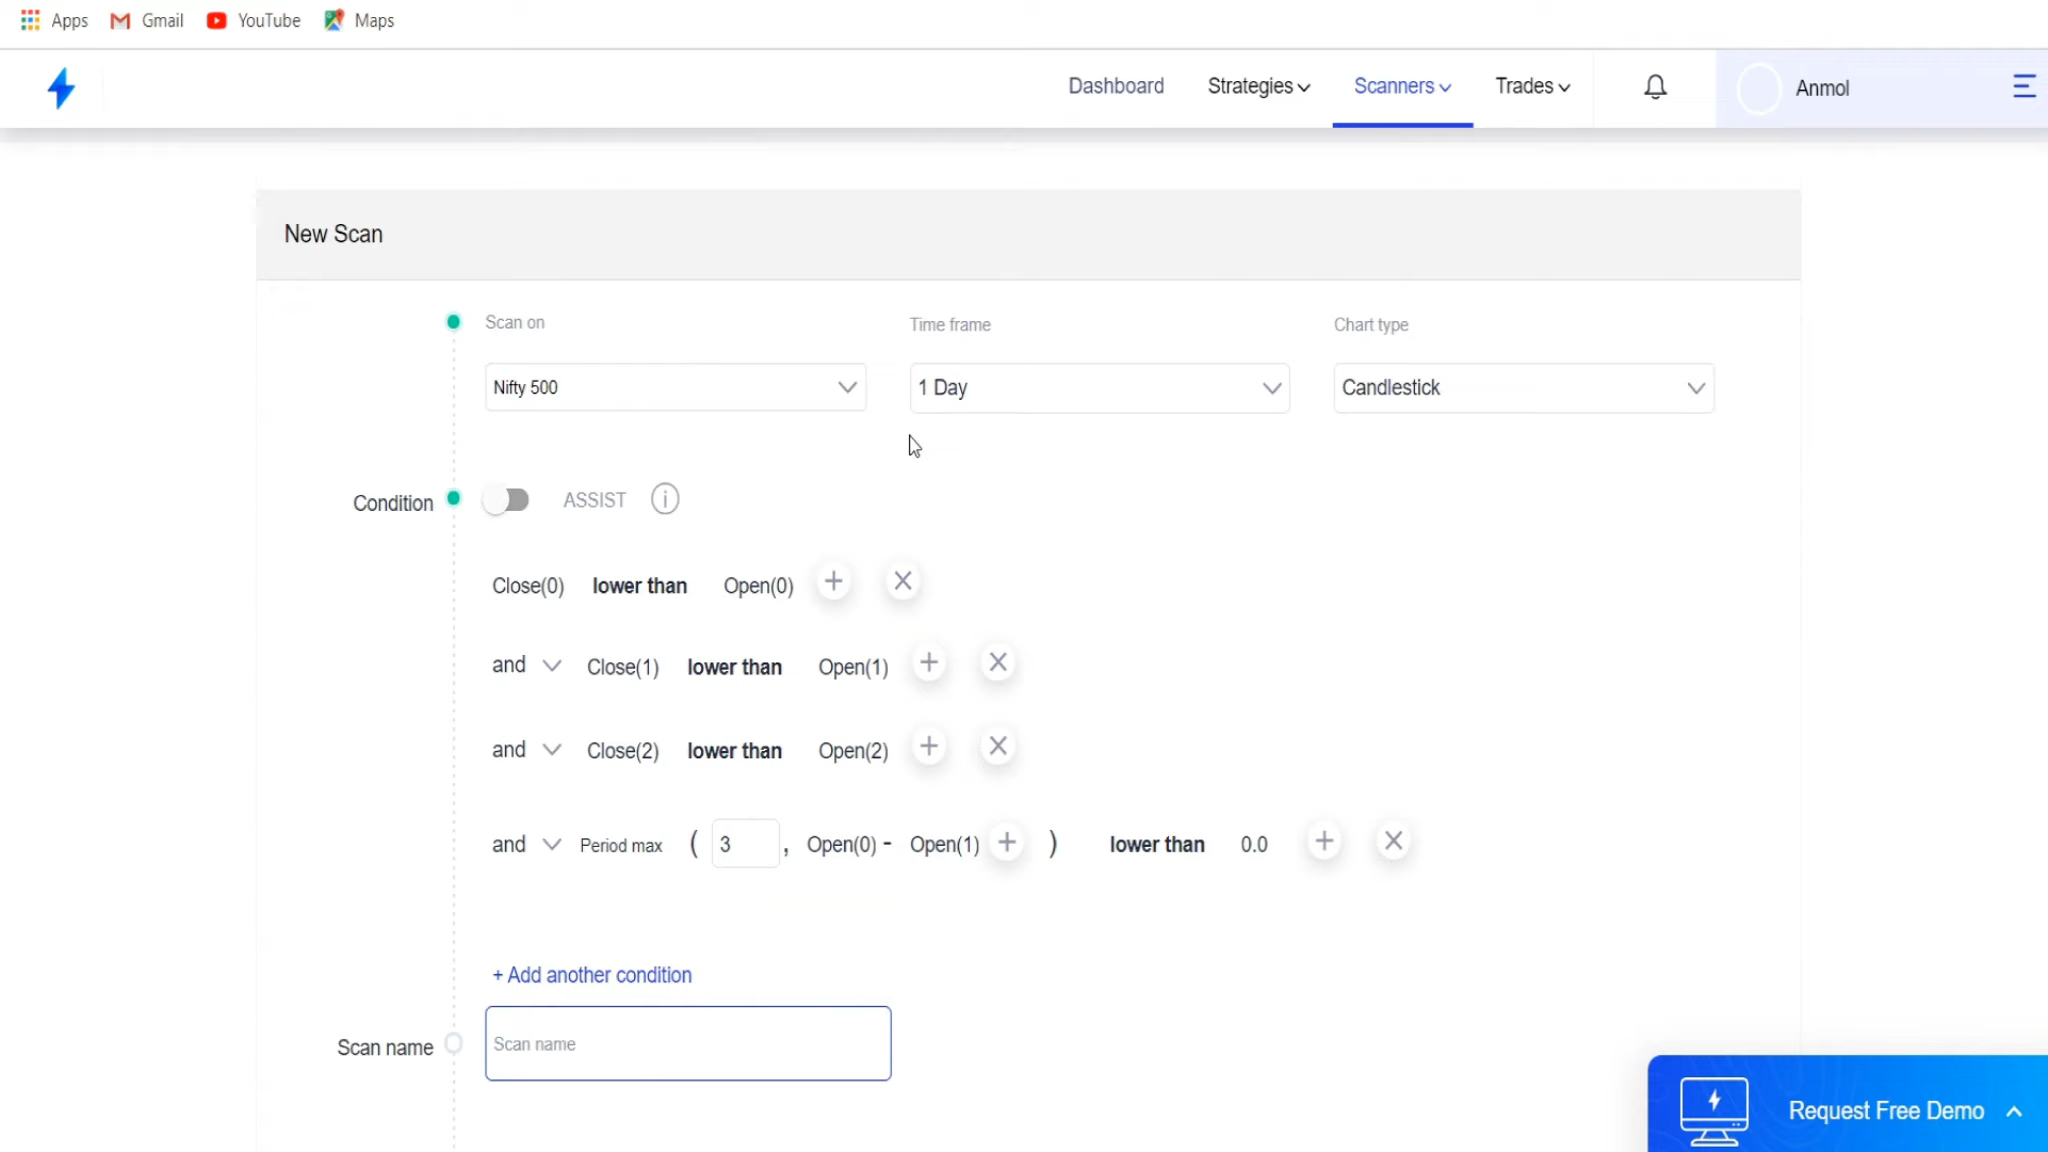 Apps Gmail YouTube Maps
Dashboard Strategies Scanners Trades Anmol
New Scan
Scan on Time frame Chart type
Nifty 500 1 Day Candlestick
Condition ASSIST i
Close(0) lower than Open(0) + ×
and Close(1) lower than Open(1) + ×
and Close(2) lower than Open(2) + ×
and Period max ( 3 , Open(0) - Open(1) + ) lower than 0.0 + ×
+ Add another condition
Scan name Scan name
Request Free Demo